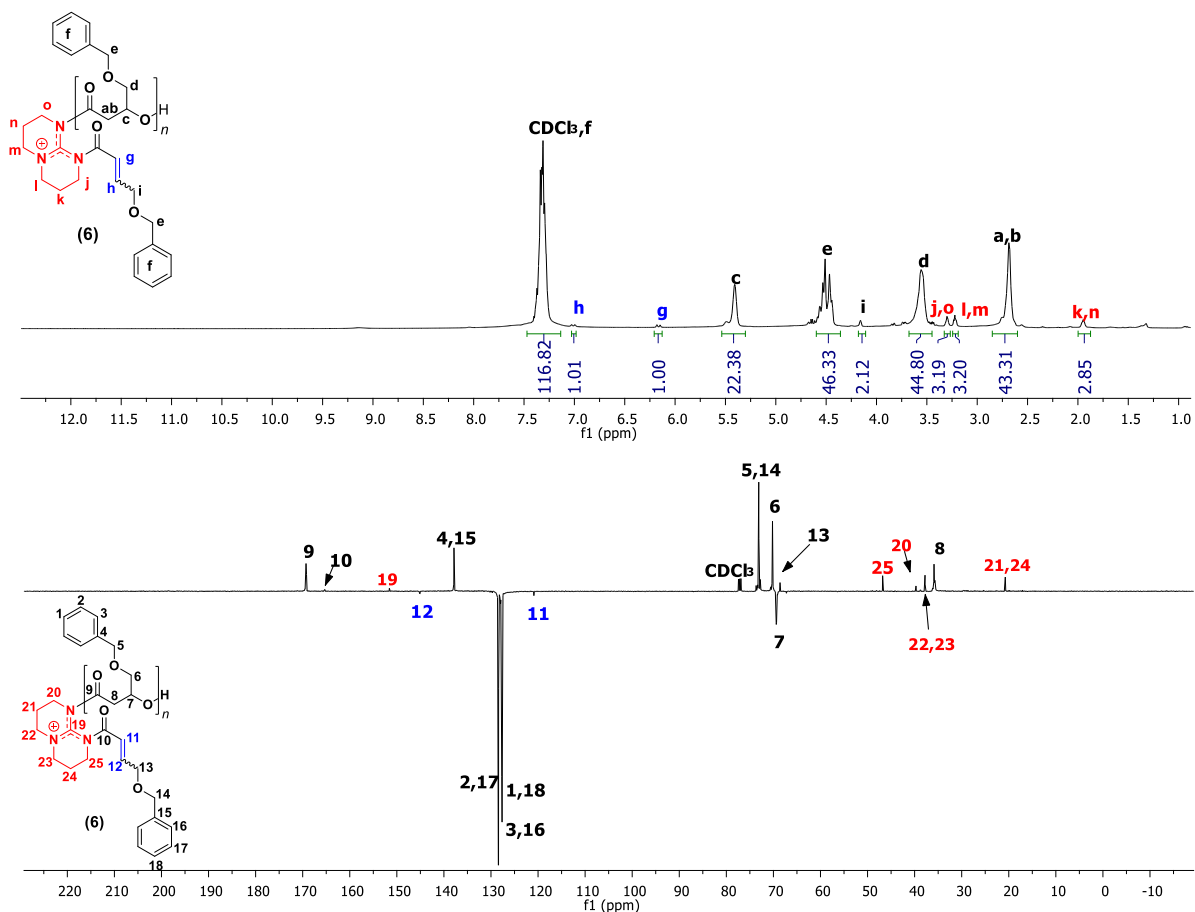 f
e
O
d
O
ab
c
O
H
n
o
n
N
O
m
N
N
g
l
k
j
h
i
O
e
(6)
f
CDCl3,f
h
g
c
e
i
d
j,o
l,m
a,b
k,n
116.82
1.01
1.00
22.38
46.33
2.12
44.80
3.19
3.20
43.31
2.85
12.0 11.5 11.0 10.5 10.0 9.5 9.0 8.5 8.0 7.5 7.0 6.5 6.0 5.5 5.0 4.5 4.0 3.5 3.0 2.5 2.0 1.5 1.0
f1 (ppm)
9
10
19
4,15
12
11
CDCl3
5,14
6
13
7
25
20
8
22,23
21,24
2,17
1,18
3,16
2
1
3
4
5
O
6
O
9
8
7
O
H
n
20
21
N
O
19
22
N
N
10
11
23
24
25
12
13
O
14
(6)
15
16
17
18
220 210 200 190 180 170 160 150 140 130 120 110 100 90 80 70 60 50 40 30 20 10 0 -10
f1 (ppm)